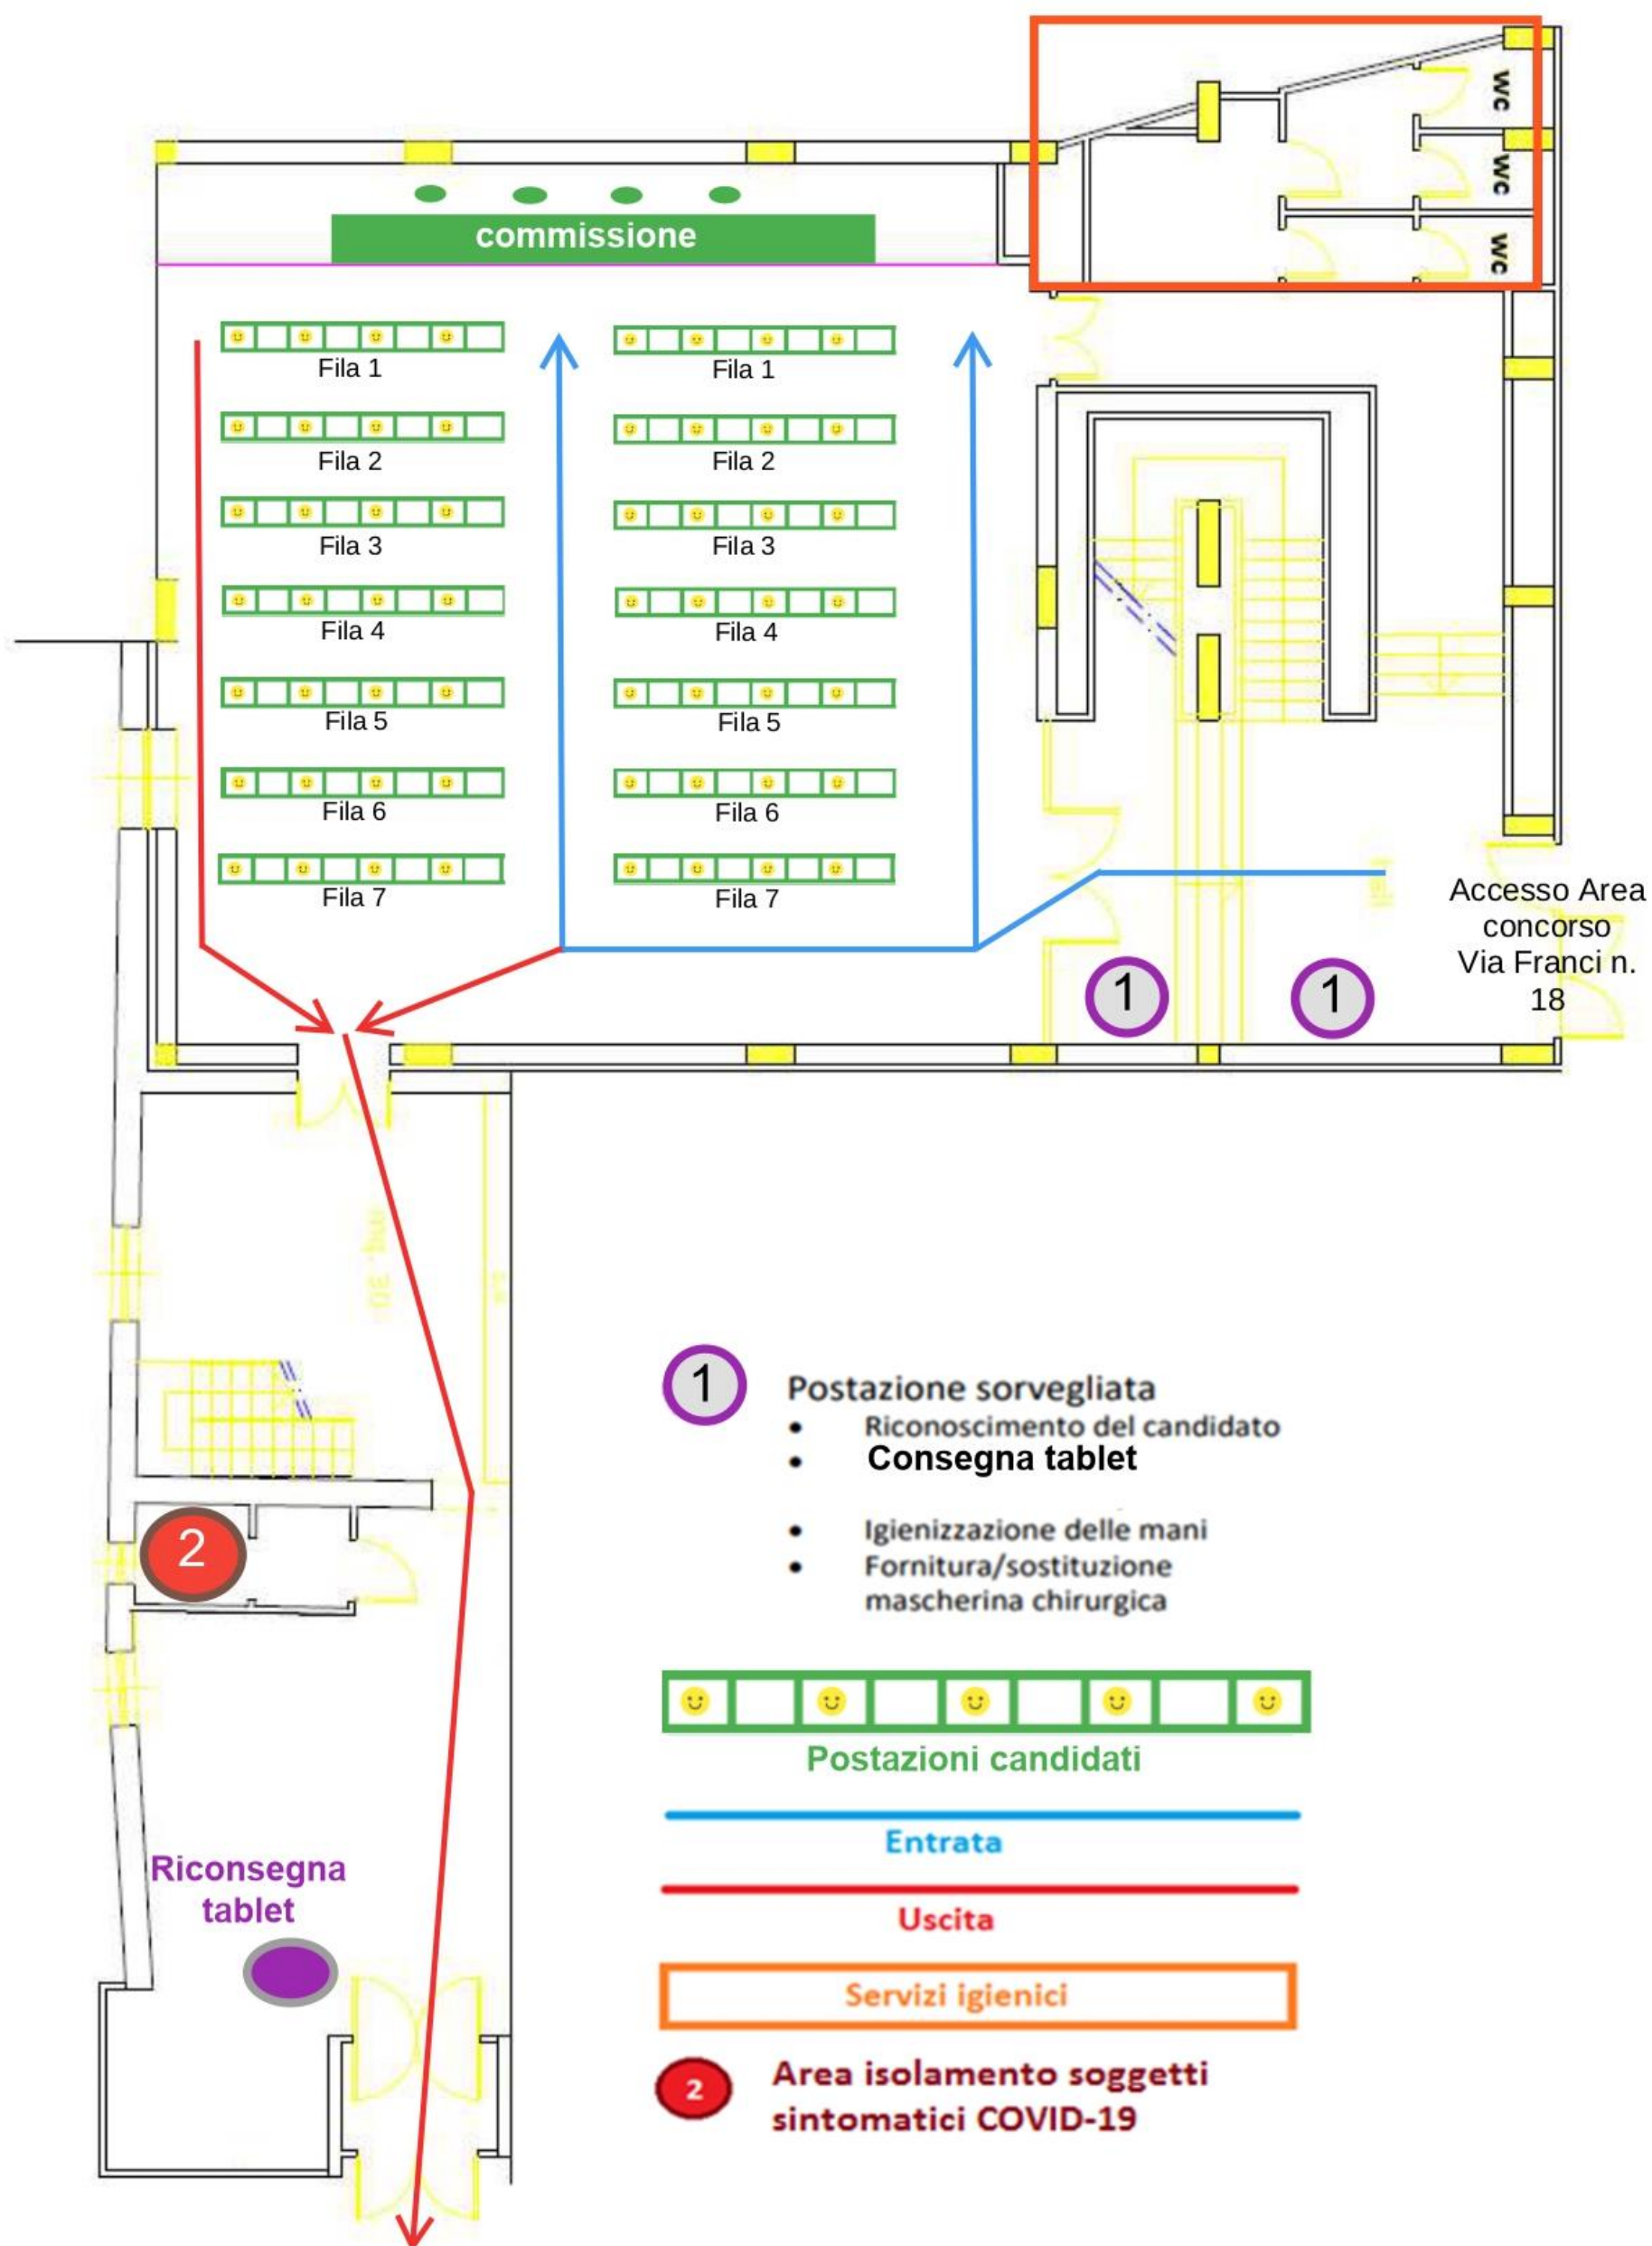 wc
wc
wc
commissione
Fila 1
Fila 1
Fila 2
Fila 2
Fila 3
Fila 3
Fila 4
Fila 4
Fila 5
Fila 5
Fila 6
Fila 6
Fila 7
Fila 7
Accesso Area
concorso
Via Franci n.
18
1
1
1
Postazione sorvegliata
• Riconoscimento del candidato
• Consegna tablet
• Igienizzazione delle mani
• Fornitura/sostituzione
mascherina chirurgica
2
Postazioni candidati
Entrata
Riconsegna
tablet
Uscita
Servizi igienici
2
Area isolamento soggetti
sintomatici COVID-19